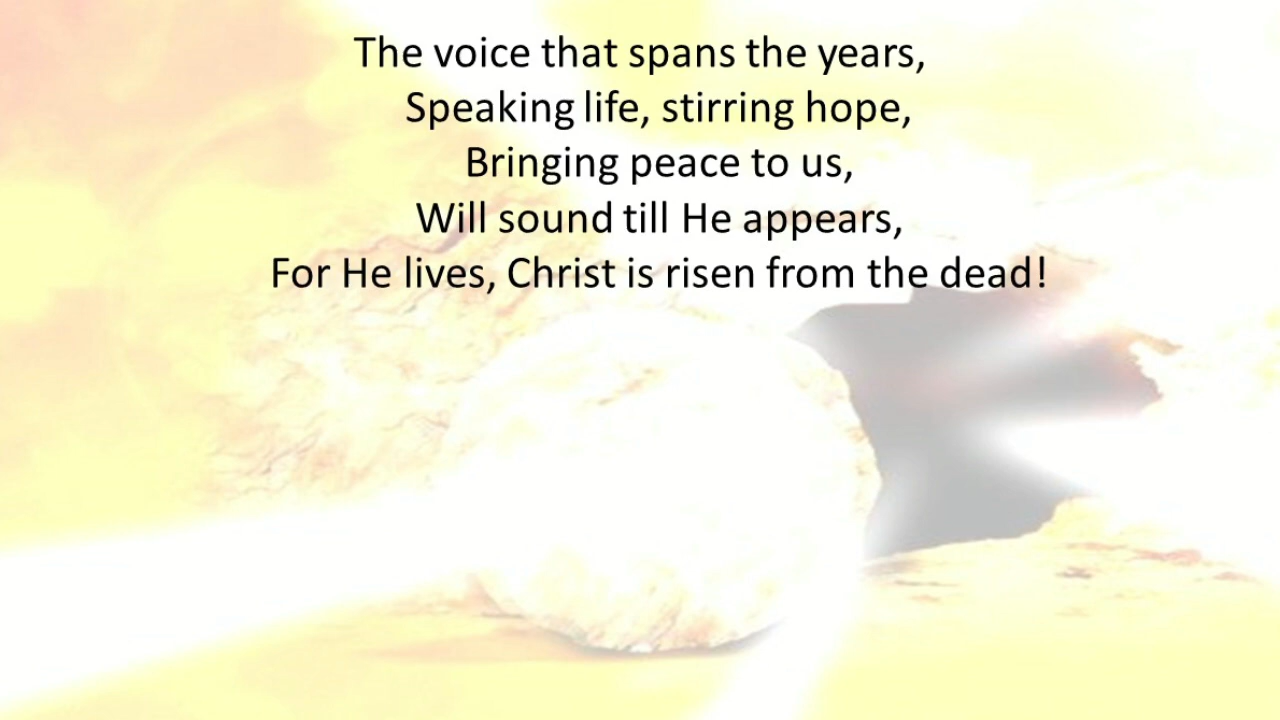 The voice that spans the years,
Speaking life, stirring hope,
Bringing peace to us,
Will sound till He appears,
For He lives, Christ is risen from the dead!